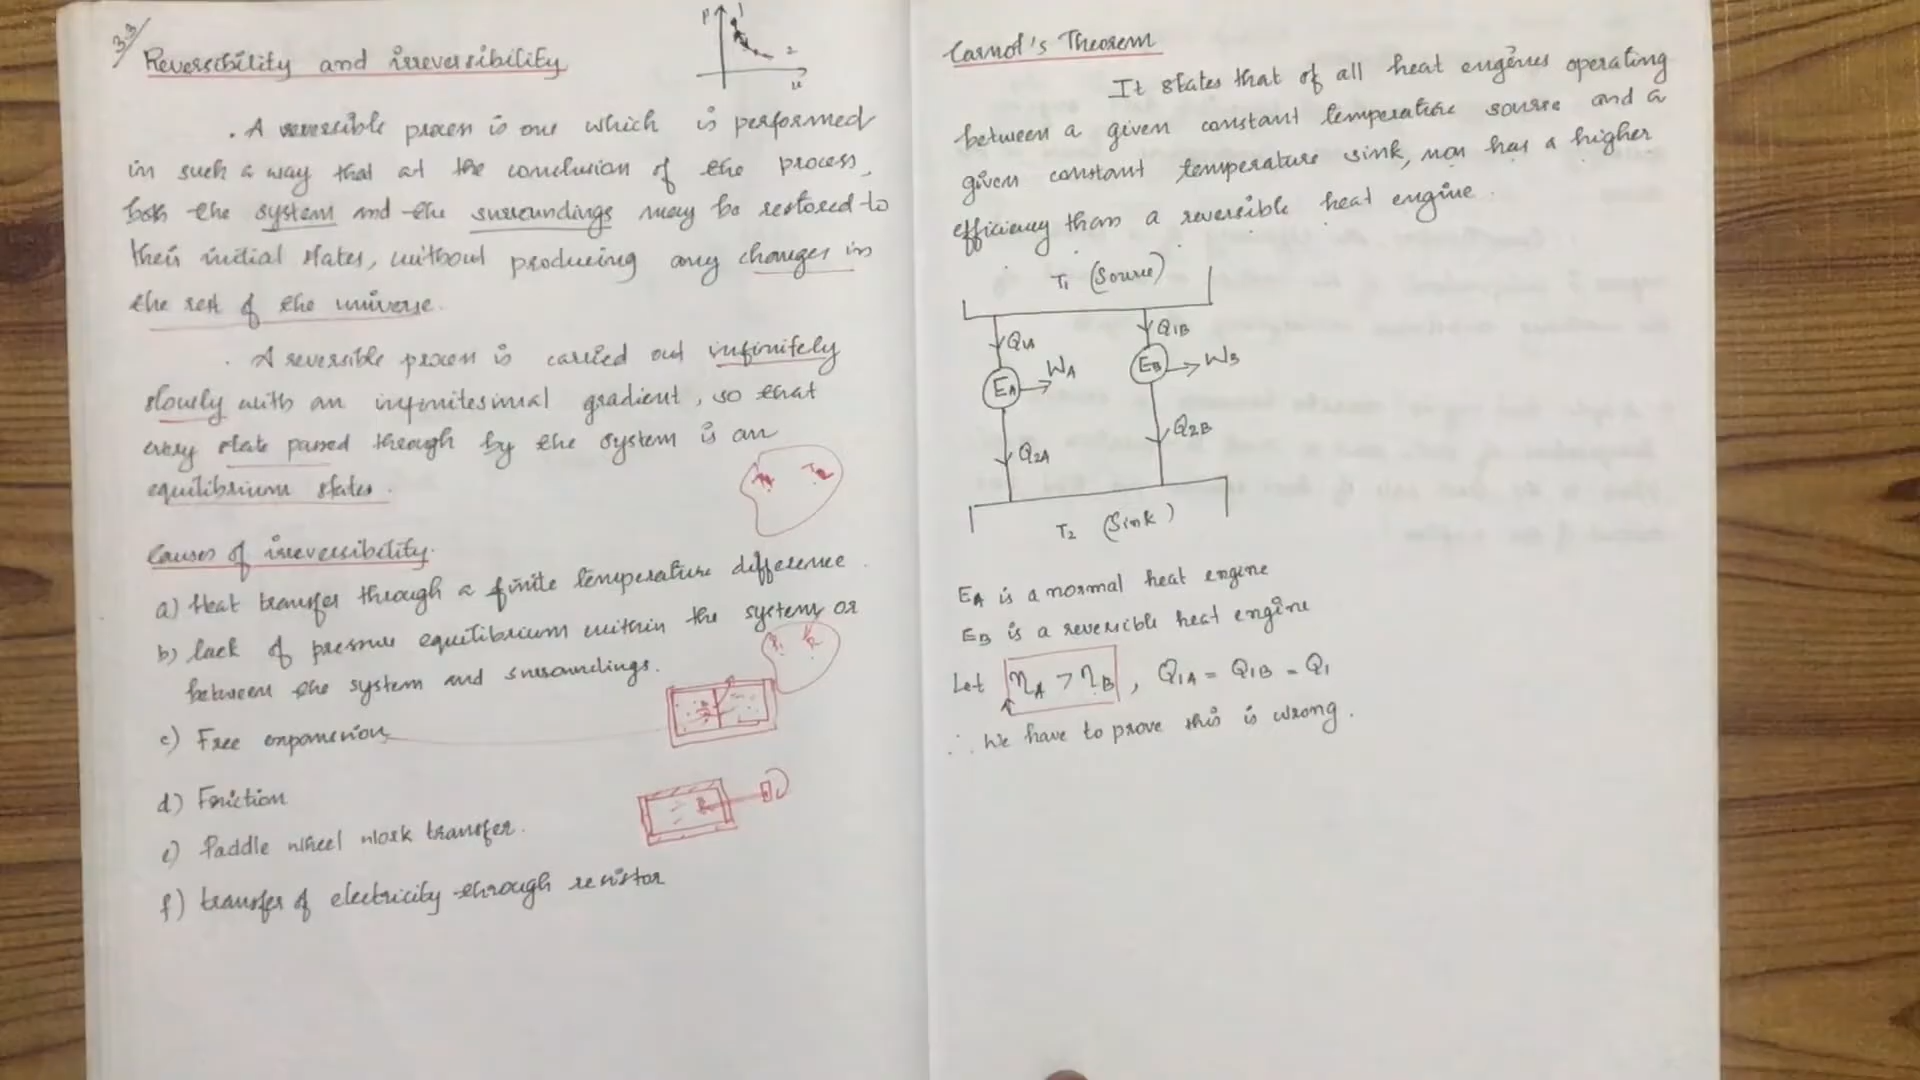 33
Reversibility and irreversibility
P
1
2
. A reversible process is one which is performed
in such a way that at the conclusion of the process,
both the system and the surroundings may be restored to
their initial states, without producing any changes in
the rest of the universe.
. A reversible process is carried out infinitely
slowly with an infinitesimal gradient, so that
every state passed through by the system is an
equilibrium states.
Causes of irreversibility.
a) Heat transfer through a finite temperature difference.
b) lack of pressure equilibrium within the system or
between the system and surroundings.
c) Free expansion
d) Friction
e) Paddle wheel work transfer.
f) transfer of electricity through resistor
Carnot's Theorem
It states that of all heat engines operating
between a given constant temperature source and a
given constant temperature sink, non has a higher
efficiency than a reversible heat engine.
T1 (Source)
Q1A Q1B
EA WA EB WB
Q2A Q2B
T2 (Sink)
EA is a normal heat engine
EB is a reversible heat engine
Let ηA > ηB, Q1A = Q1B = Q1
∴ We have to prove this is wrong.